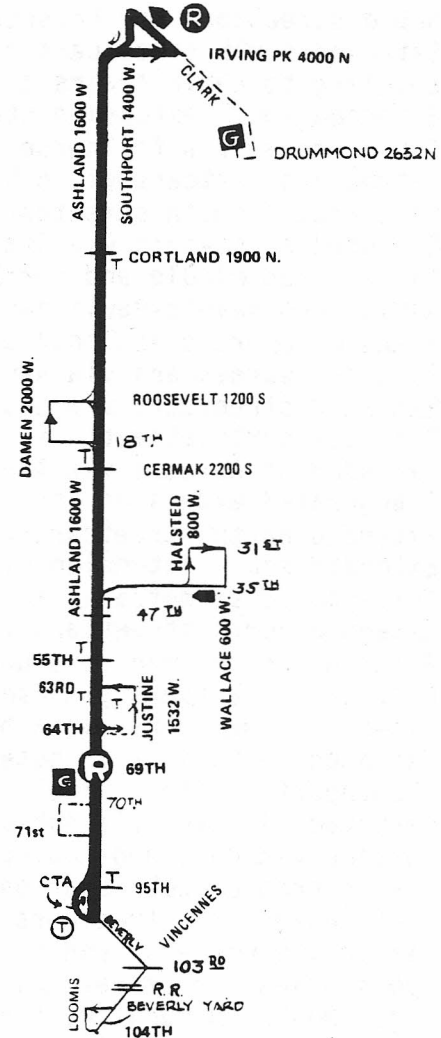 R
IRVING PK 4000 N
CLARK
G
DRUMMOND 2632N
ASHLAND 1600 W
SOUTHPORT 1400 W.
T CORTLAND 1900 N.
DAMEN 2000 W.
ROOSEVELT 1200 S
18TH
T
CERMAK 2200 S
ASHLAND 1600 W
HALSTED
800 W.
31ST
35TH
WALLACE 600 W.
T
47TH
T
55TH
63RD
T
T
JUSTINE
1532 W.
64TH
R
69TH
G
70TH
71st
CTA
T
95TH
T
BEVERLY
VINCENNES
103RD
R.R.
BEVERLY YARD
LOOMIS
104TH